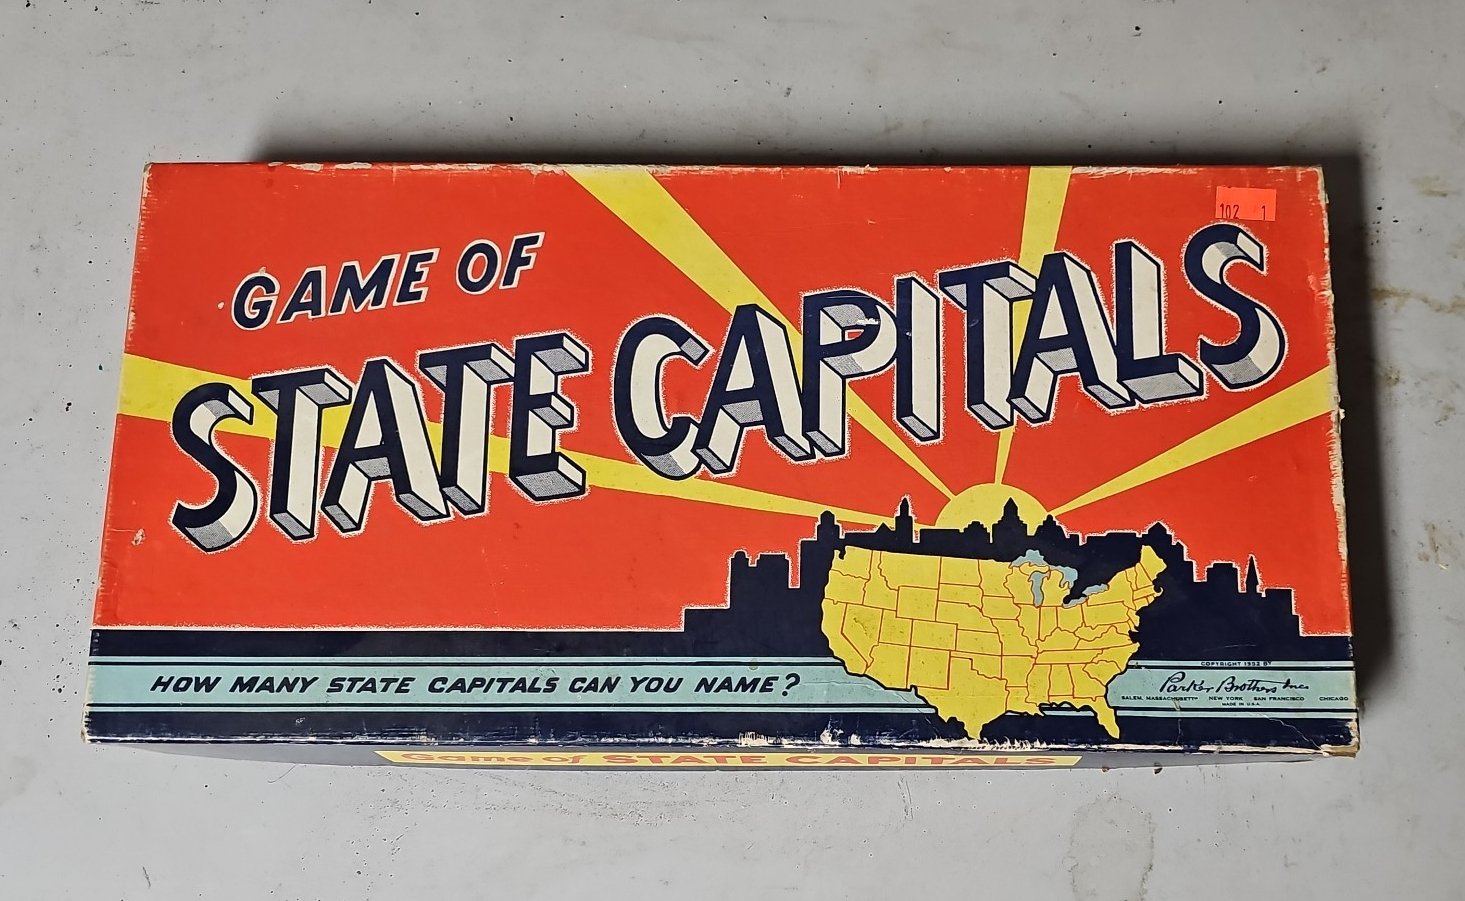 102 1
GAME OF
STATE CAPITALS
HOW MANY STATE CAPITALS CAN YOU NAME?
COPYRIGHT 1952 BY
Parker Brothers Inc.
SALEM, MASSACHUSETTS NEW YORK SAN FRANCISCO CHICAGO
MADE IN U.S.A.
Game of STATE CAPITALS